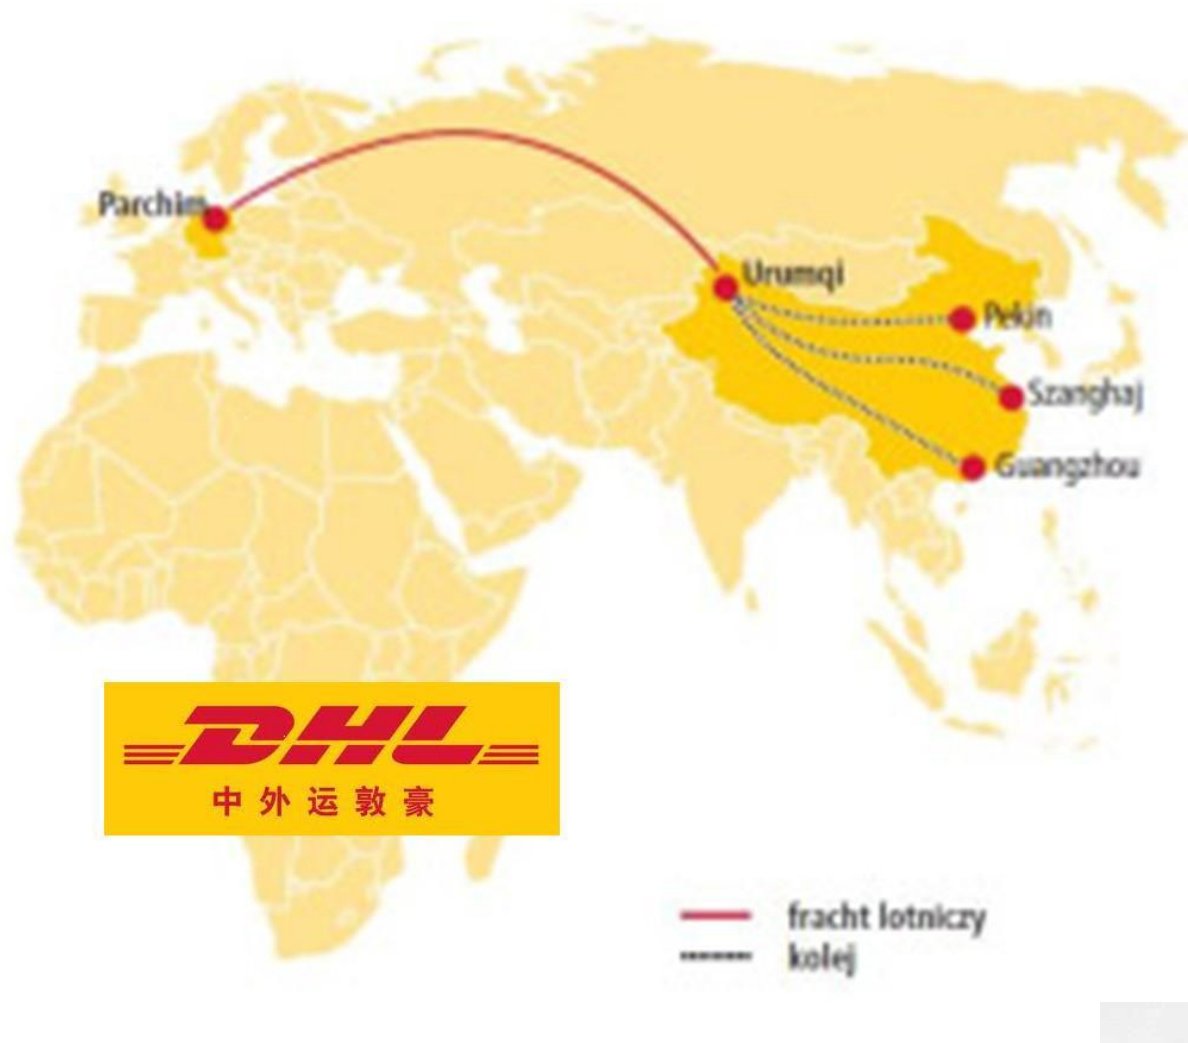 Parchim
Urumqi
Pekin
Szanghaj
Guangzhou
DHL
中外运敦豪
fracht lotniczy
kolej